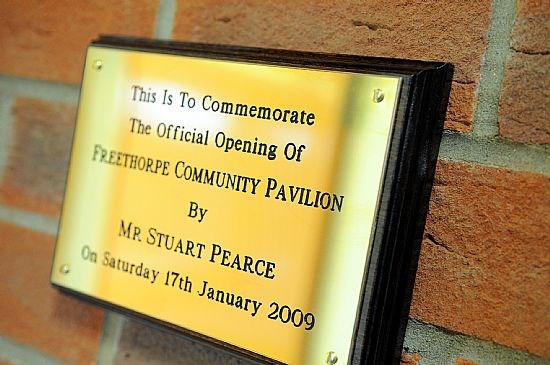 This Is To Commemorate
The Official Opening Of
FREETHORPE COMMUNITY PAVILION
By
MR. STUART PEARCE
On Saturday 17th January 2009